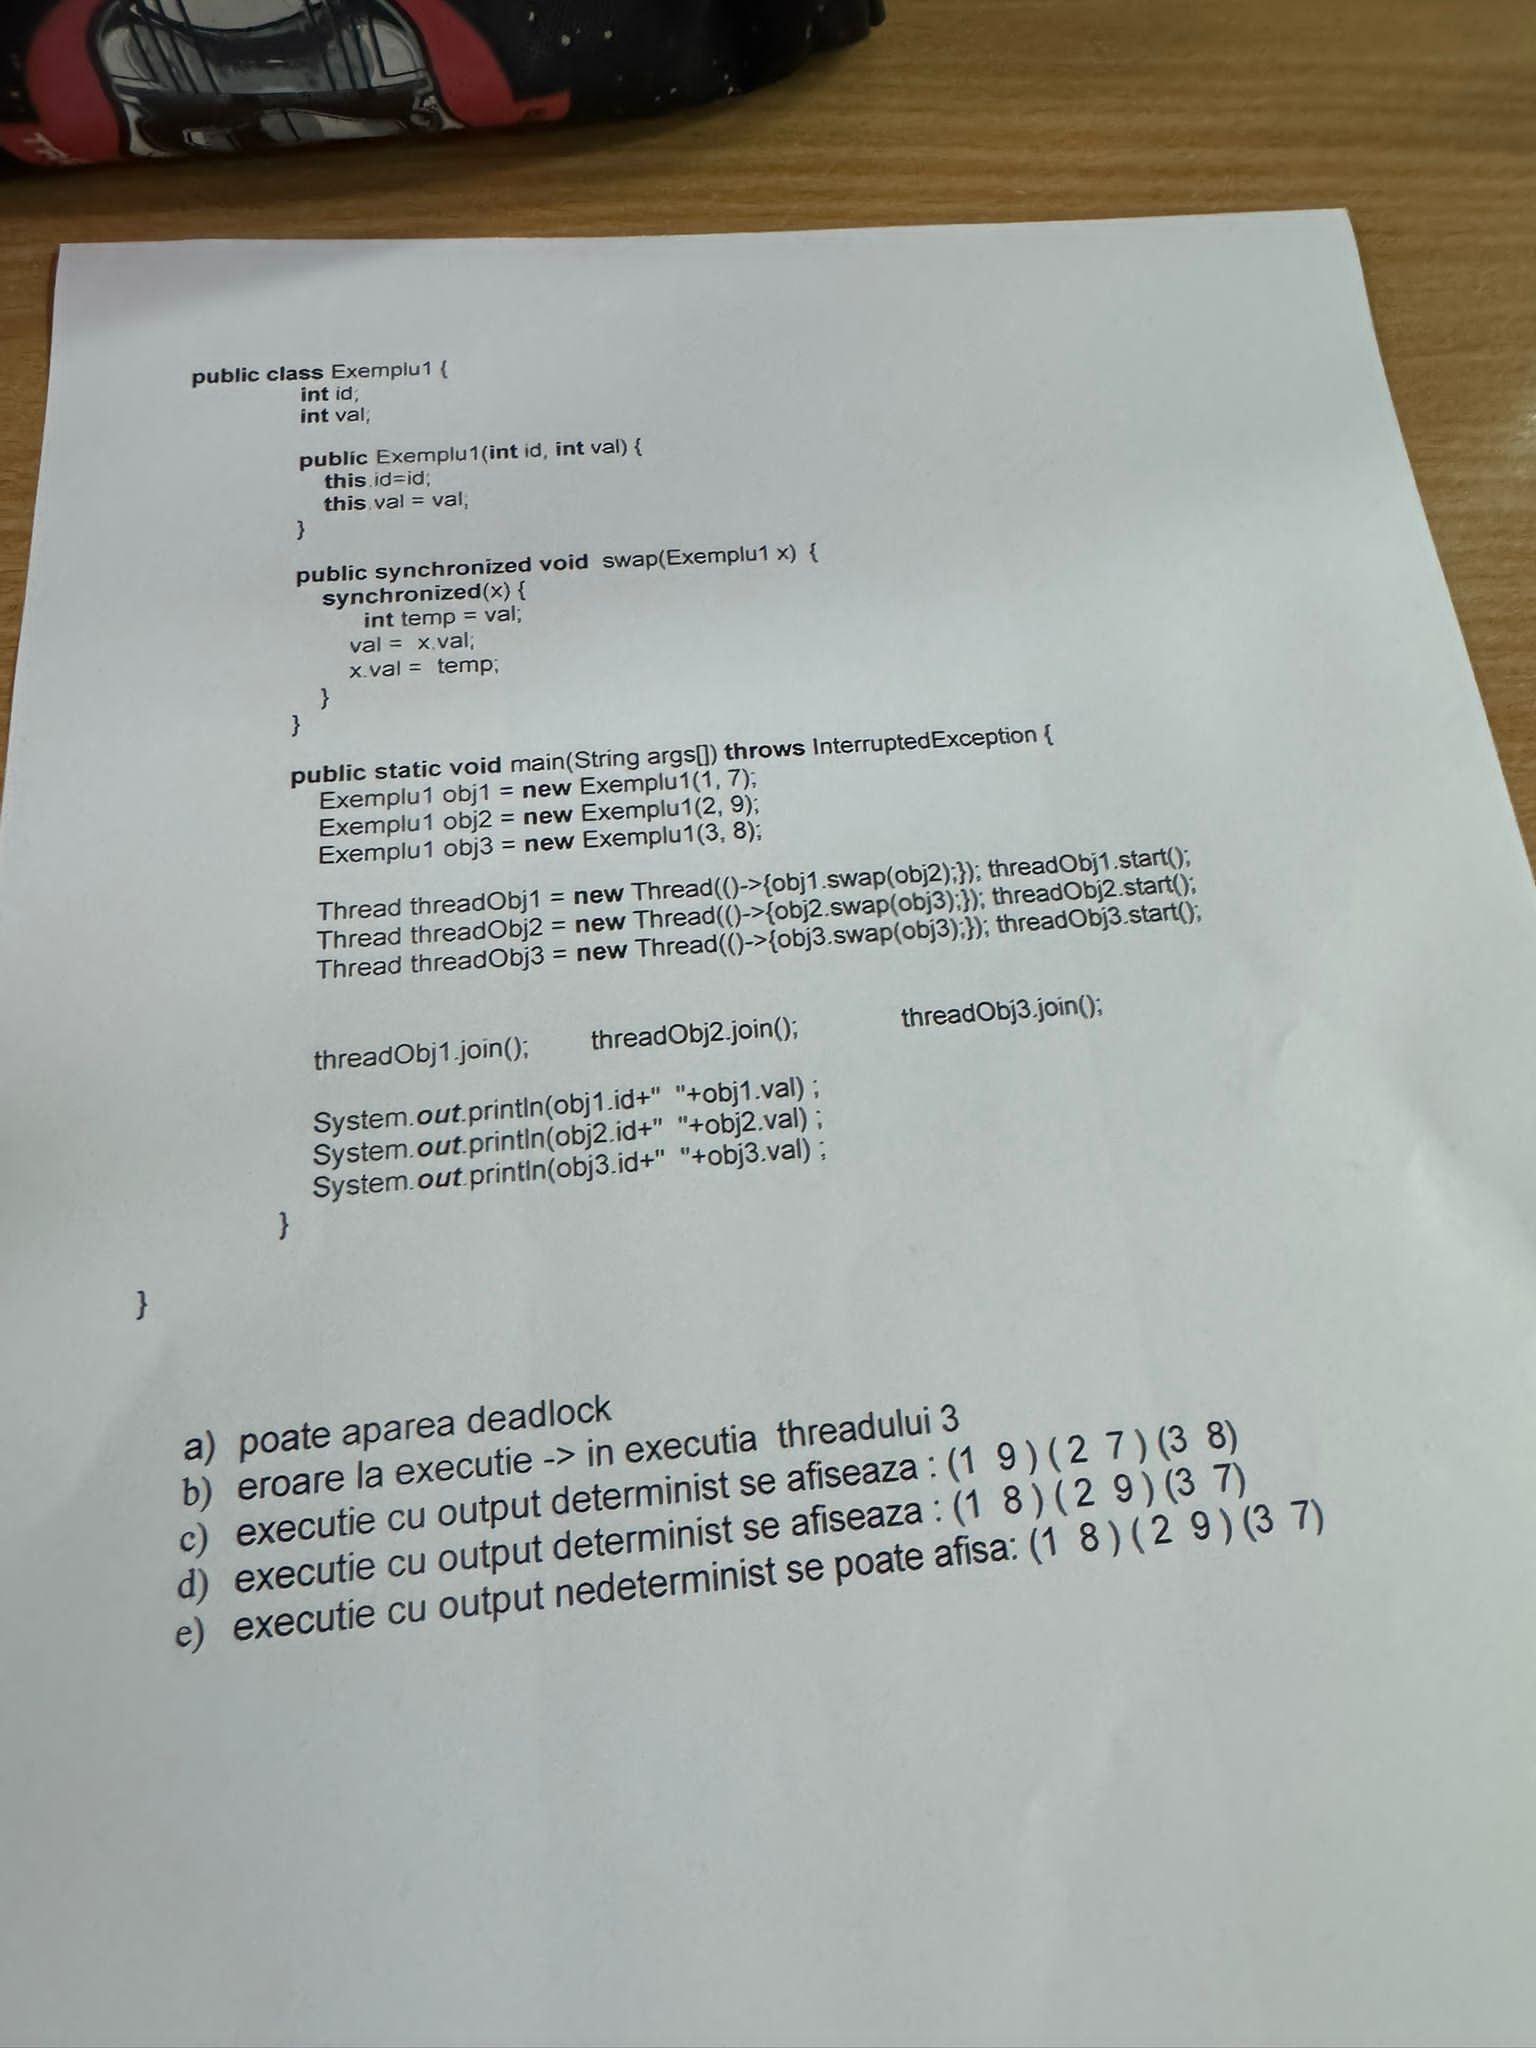 public class Exemplu1 {
int id;
int val;
public Exemplu1(int id, int val) {
this.id=id;
this.val = val;
}
public synchronized void swap(Exemplu1 x) {
synchronized(x) {
int temp = val;
val = x.val;
x.val = temp;
}
}
public static void main(String args[]) throws InterruptedException {
Exemplu1 obj1 = new Exemplu1(1, 7);
Exemplu1 obj2 = new Exemplu1(2, 9);
Exemplu1 obj3 = new Exemplu1(3, 8);
Thread threadObj1 = new Thread(()->{obj1.swap(obj2);}); threadObj1.start();
Thread threadObj2 = new Thread(()->{obj2.swap(obj3);}); threadObj2.start();
Thread threadObj3 = new Thread(()->{obj3.swap(obj3);}); threadObj3.start();
threadObj1.join(); threadObj2.join(); threadObj3.join();
System.out.println(obj1.id+" "+obj1.val) ;
System.out.println(obj2.id+" "+obj2.val) ;
System.out.println(obj3.id+" "+obj3.val) ;
}
}
a) poate aparea deadlock
b) eroare la executie -> in executia threadului 3
c) executie cu output determinist se afiseaza : (1 9 ) ( 2 7 ) (3 8)
d) executie cu output determinist se afiseaza : (1 8 ) ( 2 9 ) (3 7)
e) executie cu output nedeterminist se poate afisa: (1 8 ) ( 2 9 ) (3 7)